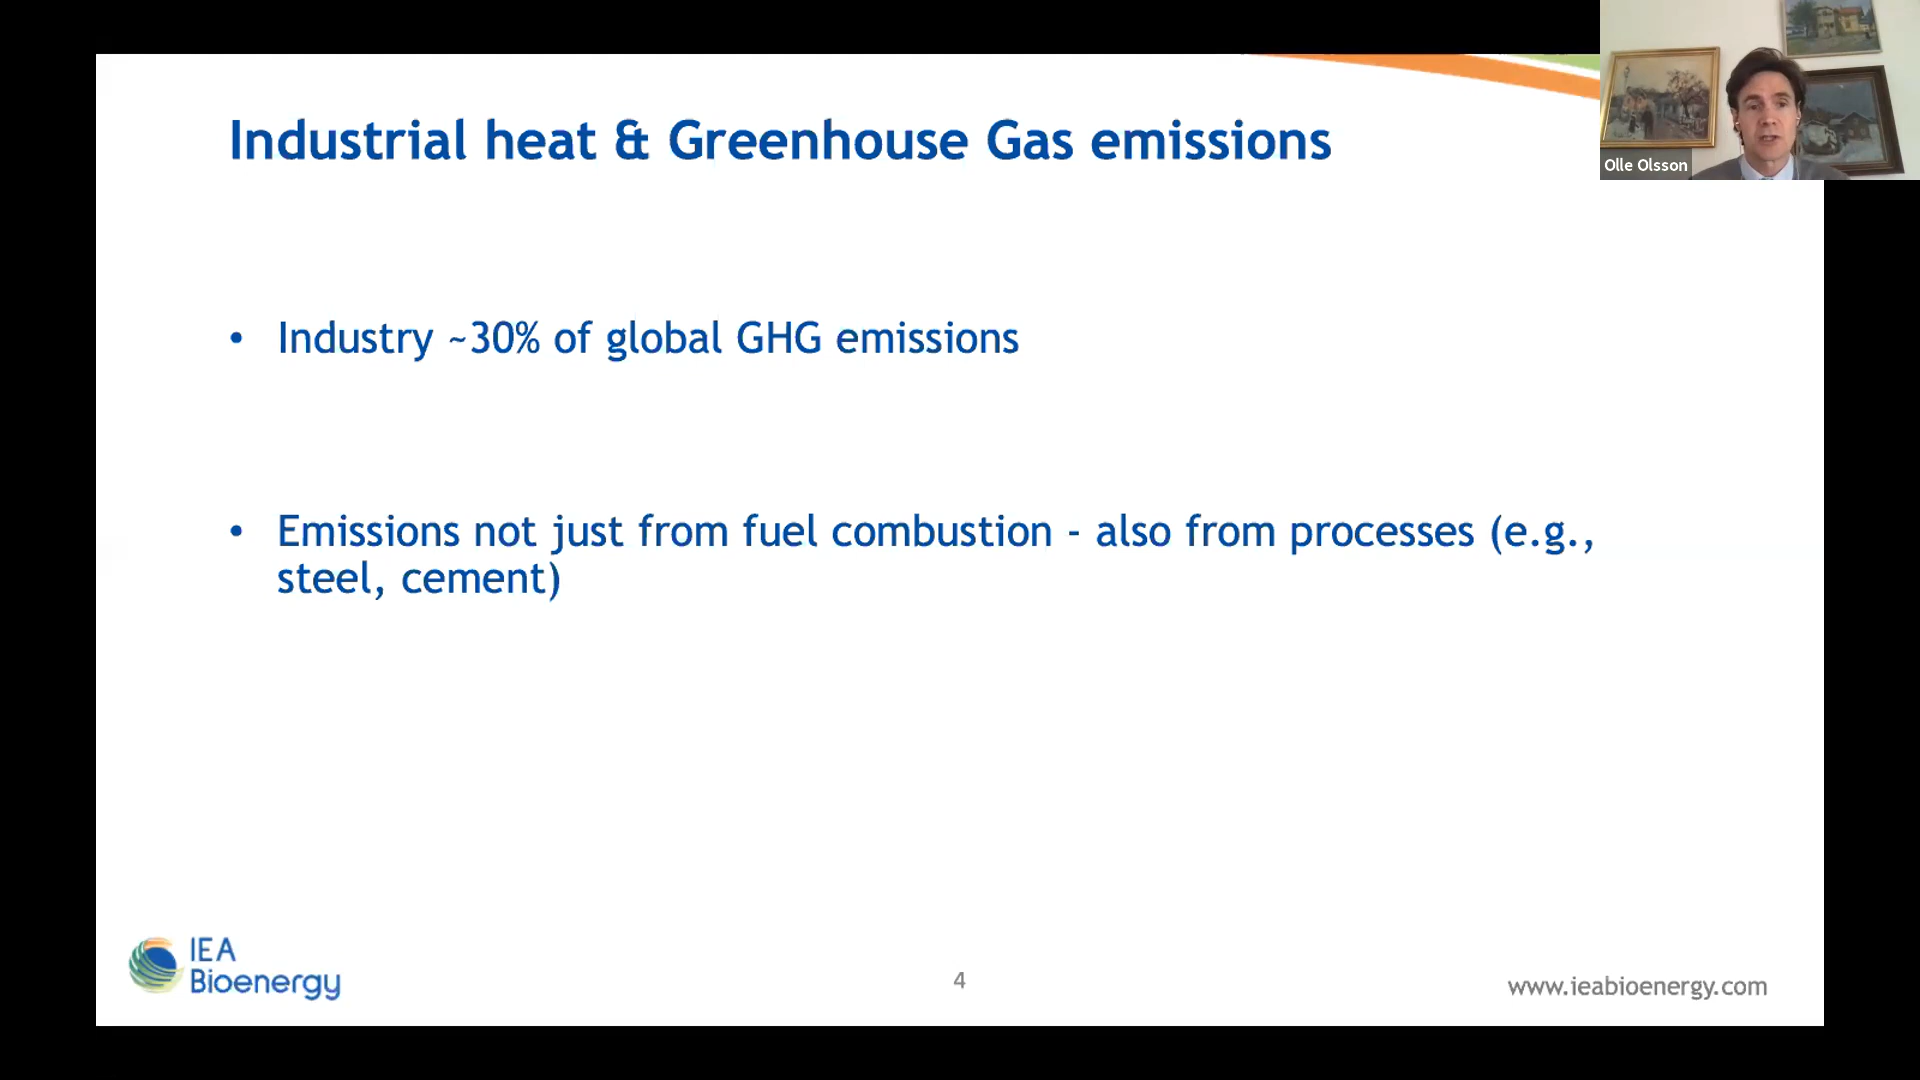 Industrial heat & Greenhouse Gas emissions
Olle Olsson
• Industry ~30% of global GHG emissions
• Emissions not just from fuel combustion - also from processes (e.g.,
steel, cement)
IEA
Bioenergy
4
www.ieabioenergy.com